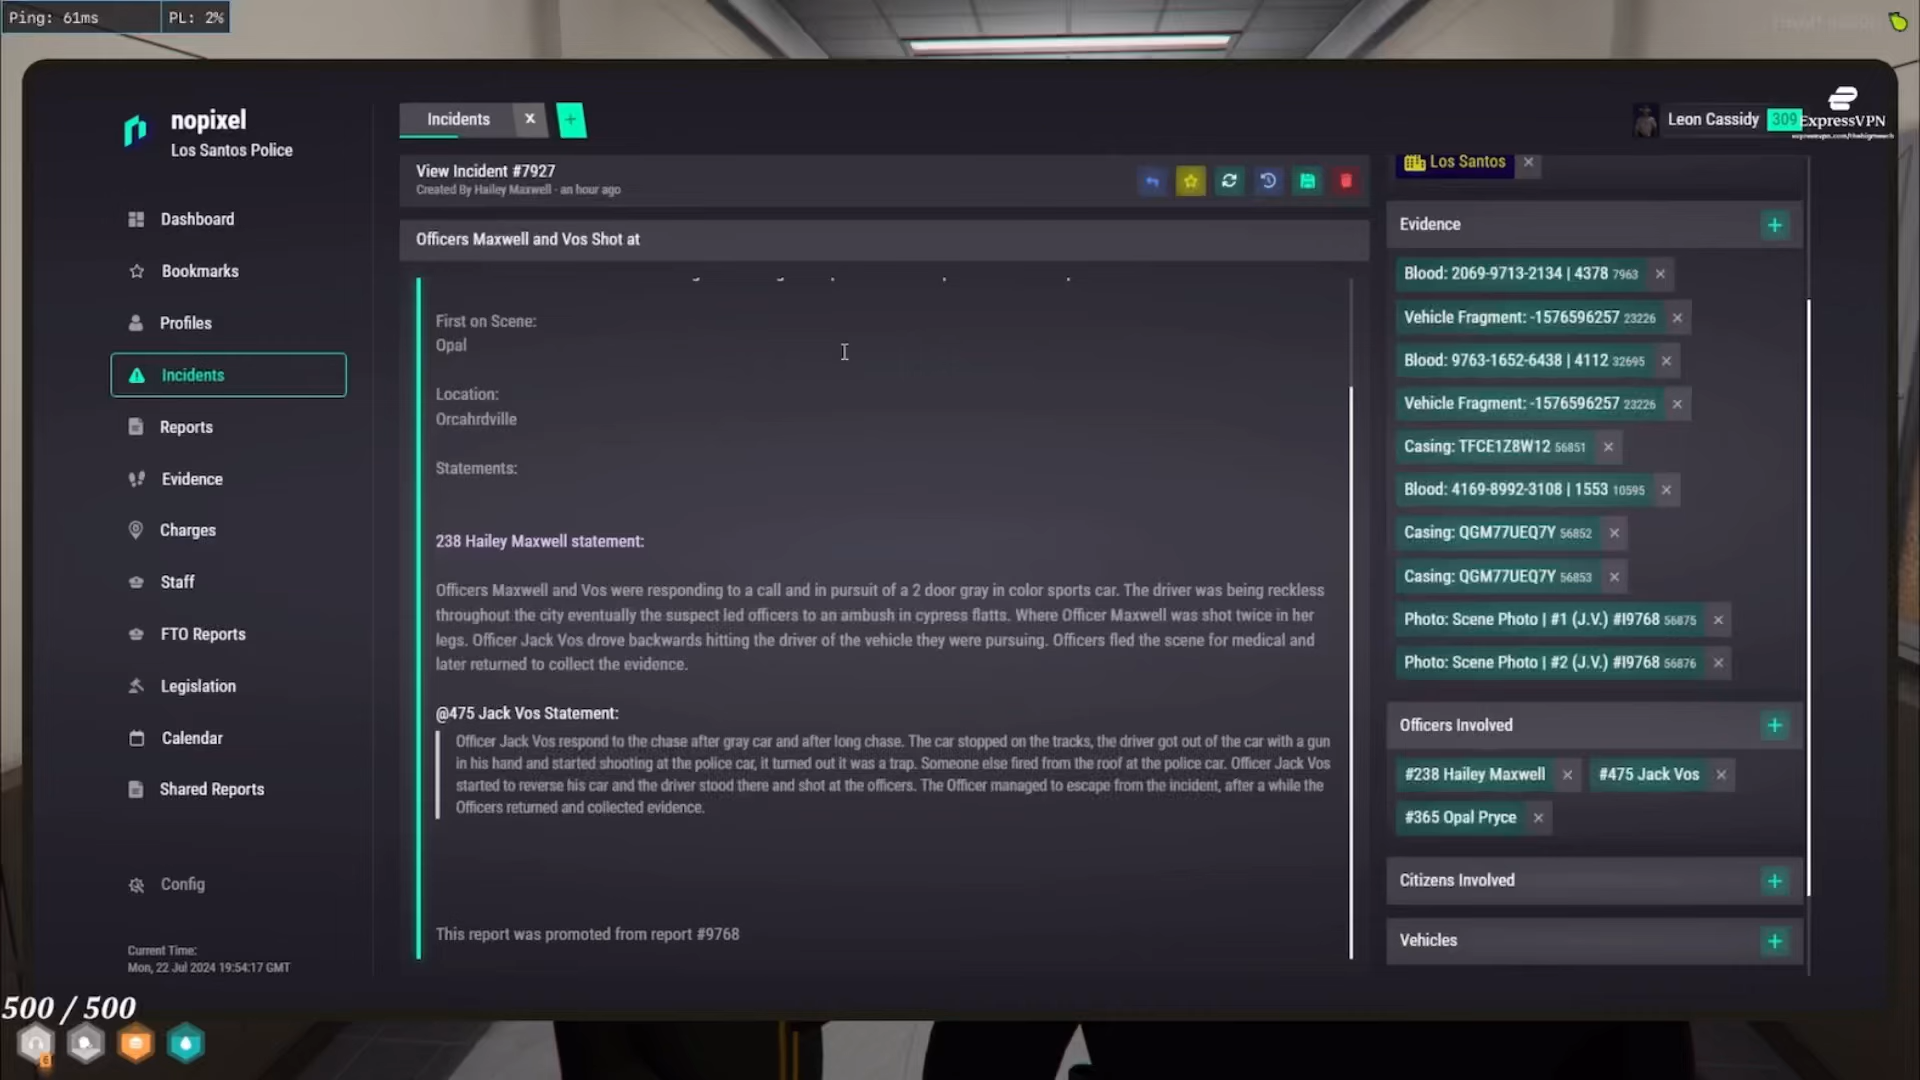 Ping: 61ms
PL: 2%
nopixel
Los Santos Police
Dashboard
Bookmarks
Profiles
Incidents
Reports
Evidence
Charges
Staff
FTO Reports
Legislation
Calendar
Shared Reports
Config
Current Time:
Mon, 22 Jul 2024 19:54:17 GMT
500 / 500
Incidents
View Incident #7927
Created By Hailey Maxwell - an hour ago
Officers Maxwell and Vos Shot at
First on Scene:
Opal
Location:
Orcahrdville
Statements:
238 Hailey Maxwell statement:
Officers Maxwell and Vos were responding to a call and in pursuit of a 2 door gray in color sports car. The driver was being reckless
throughout the city eventually the suspect led officers to an ambush in cypress flatts. Where Officer Maxwell was shot twice in her
legs. Officer Jack Vos drove backwards hitting the driver of the vehicle they were pursuing. Officers fled the scene for medical and
later returned to collect the evidence.
@475 Jack Vos Statement:
Officer Jack Vos respond to the chase after gray car and after long chase. The car stopped on the tracks, the driver got out of the car with a gun
in his hand and started shooting at the police car, it turned out it was a trap. Someone else fired from the roof at the police car. Officer Jack Vos
started to reverse his car and the driver stood there and shot at the officers. The Officer managed to escape from the incident, after a while the
Officers returned and collected evidence.
This report was promoted from report #9768
Leon Cassidy 309
ExpressVPN
Los Santos
Evidence
Blood: 2069-9713-2134 | 4378 7963
Vehicle Fragment: -1576596257 23226
Blood: 9763-1652-6438 | 4112 32695
Vehicle Fragment: -1576596257 23226
Casing: TFCE1Z8W12 56851
Blood: 4169-8992-3108 | 1553 10595
Casing: QGM77UEQ7Y 56852
Casing: QGM77UEQ7Y 56853
Photo: Scene Photo | #1 (J.V.) #I9768 56875
Photo: Scene Photo | #2 (J.V.) #I9768 56876
Officers Involved
#238 Hailey Maxwell
#475 Jack Vos
#365 Opal Pryce
Citizens Involved
Vehicles